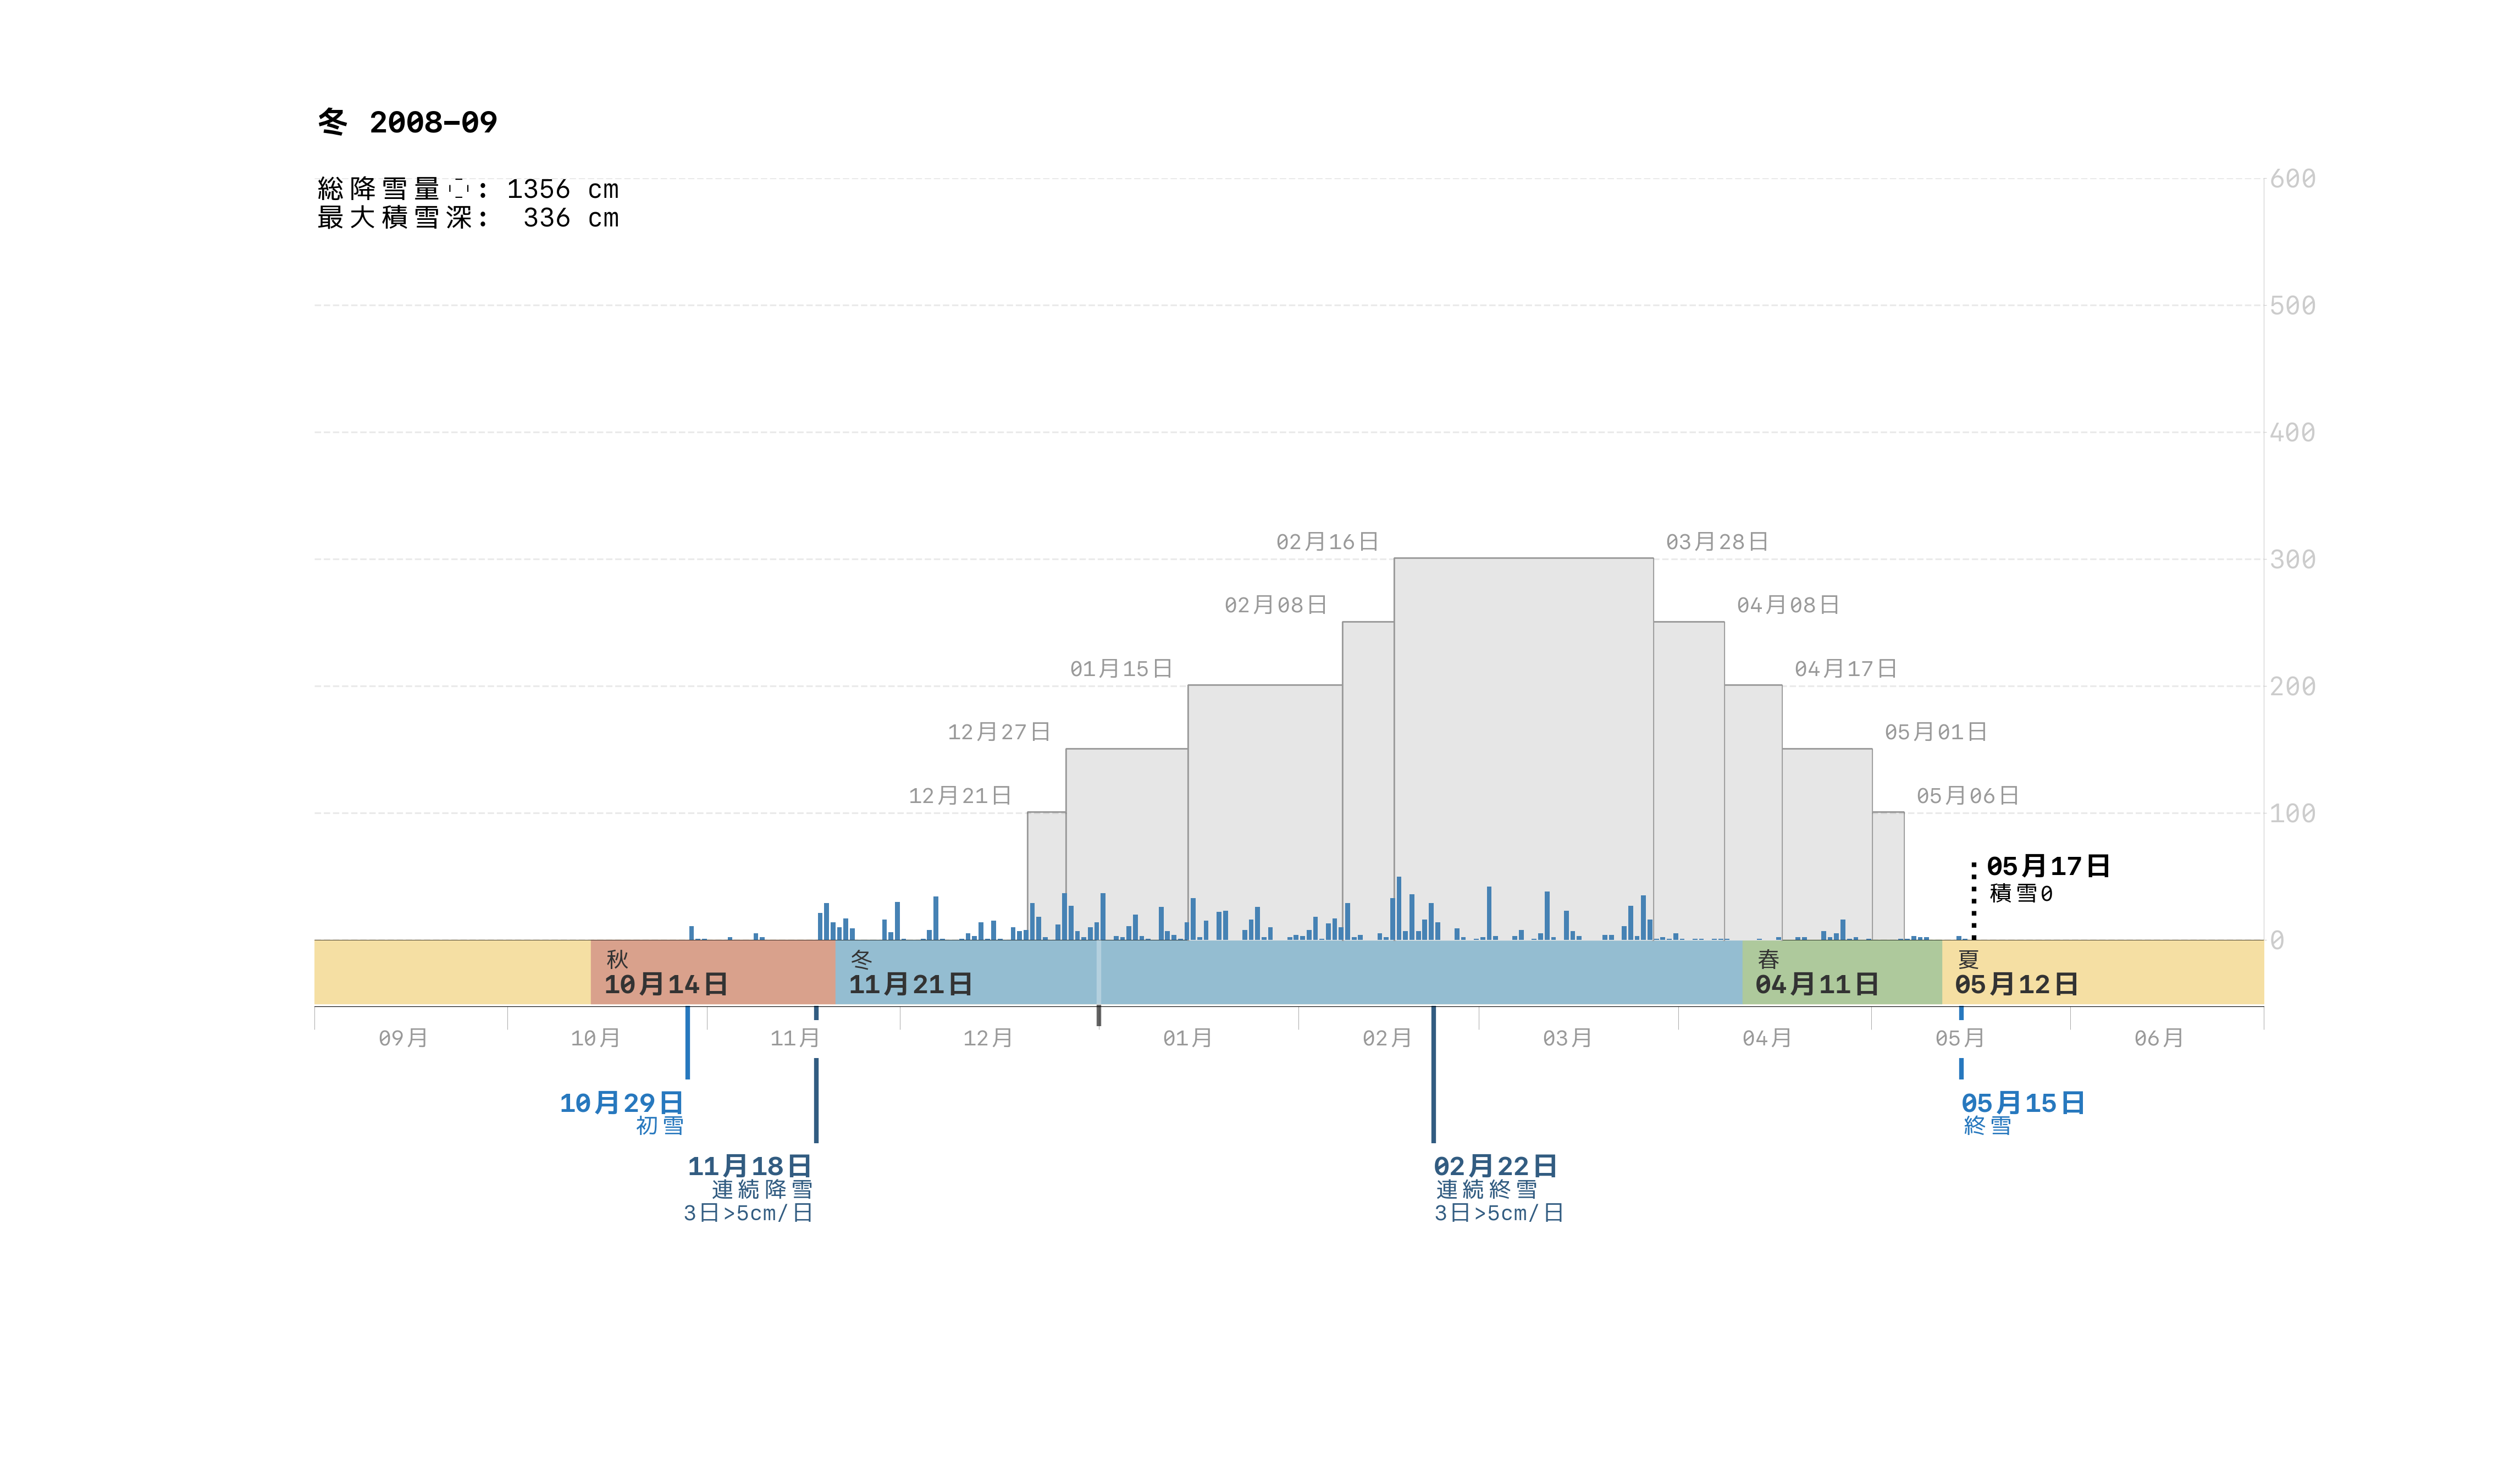 冬 2008-09
総降雪量: 1356 cm
最大積雪深: 336 cm
600
500
400
300
200
100
0
02月16日
03月28日
02月08日
04月08日
01月15日
04月17日
12月27日
05月01日
12月21日
05月06日
05月17日
積雪0
秋
10月14日
冬
11月21日
春
04月11日
夏
05月12日
09月
10月
11月
12月
01月
02月
03月
04月
05月
06月
10月29日
初雪
05月15日
終雪
11月18日
連続降雪
3日>5cm/日
02月22日
連続終雪
3日>5cm/日